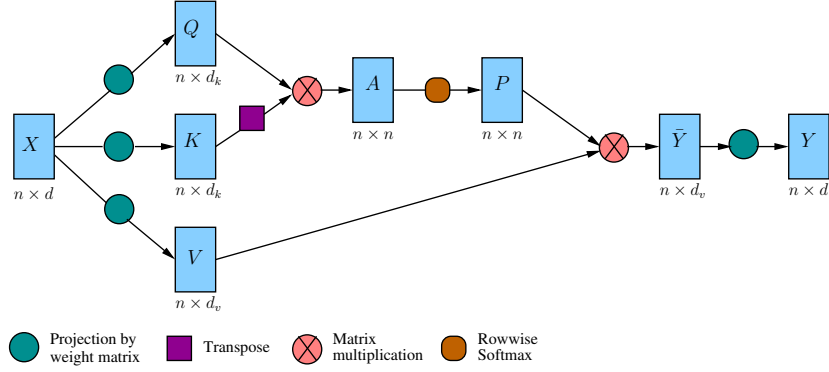 Q
n × d_k
A
n × n
P
n × n
X
n × d
K
n × d_k
Ȳ
n × d_v
Y
n × d
V
n × d_v
Projection by
weight matrix
Transpose
Matrix
multiplication
Rowwise
Softmax